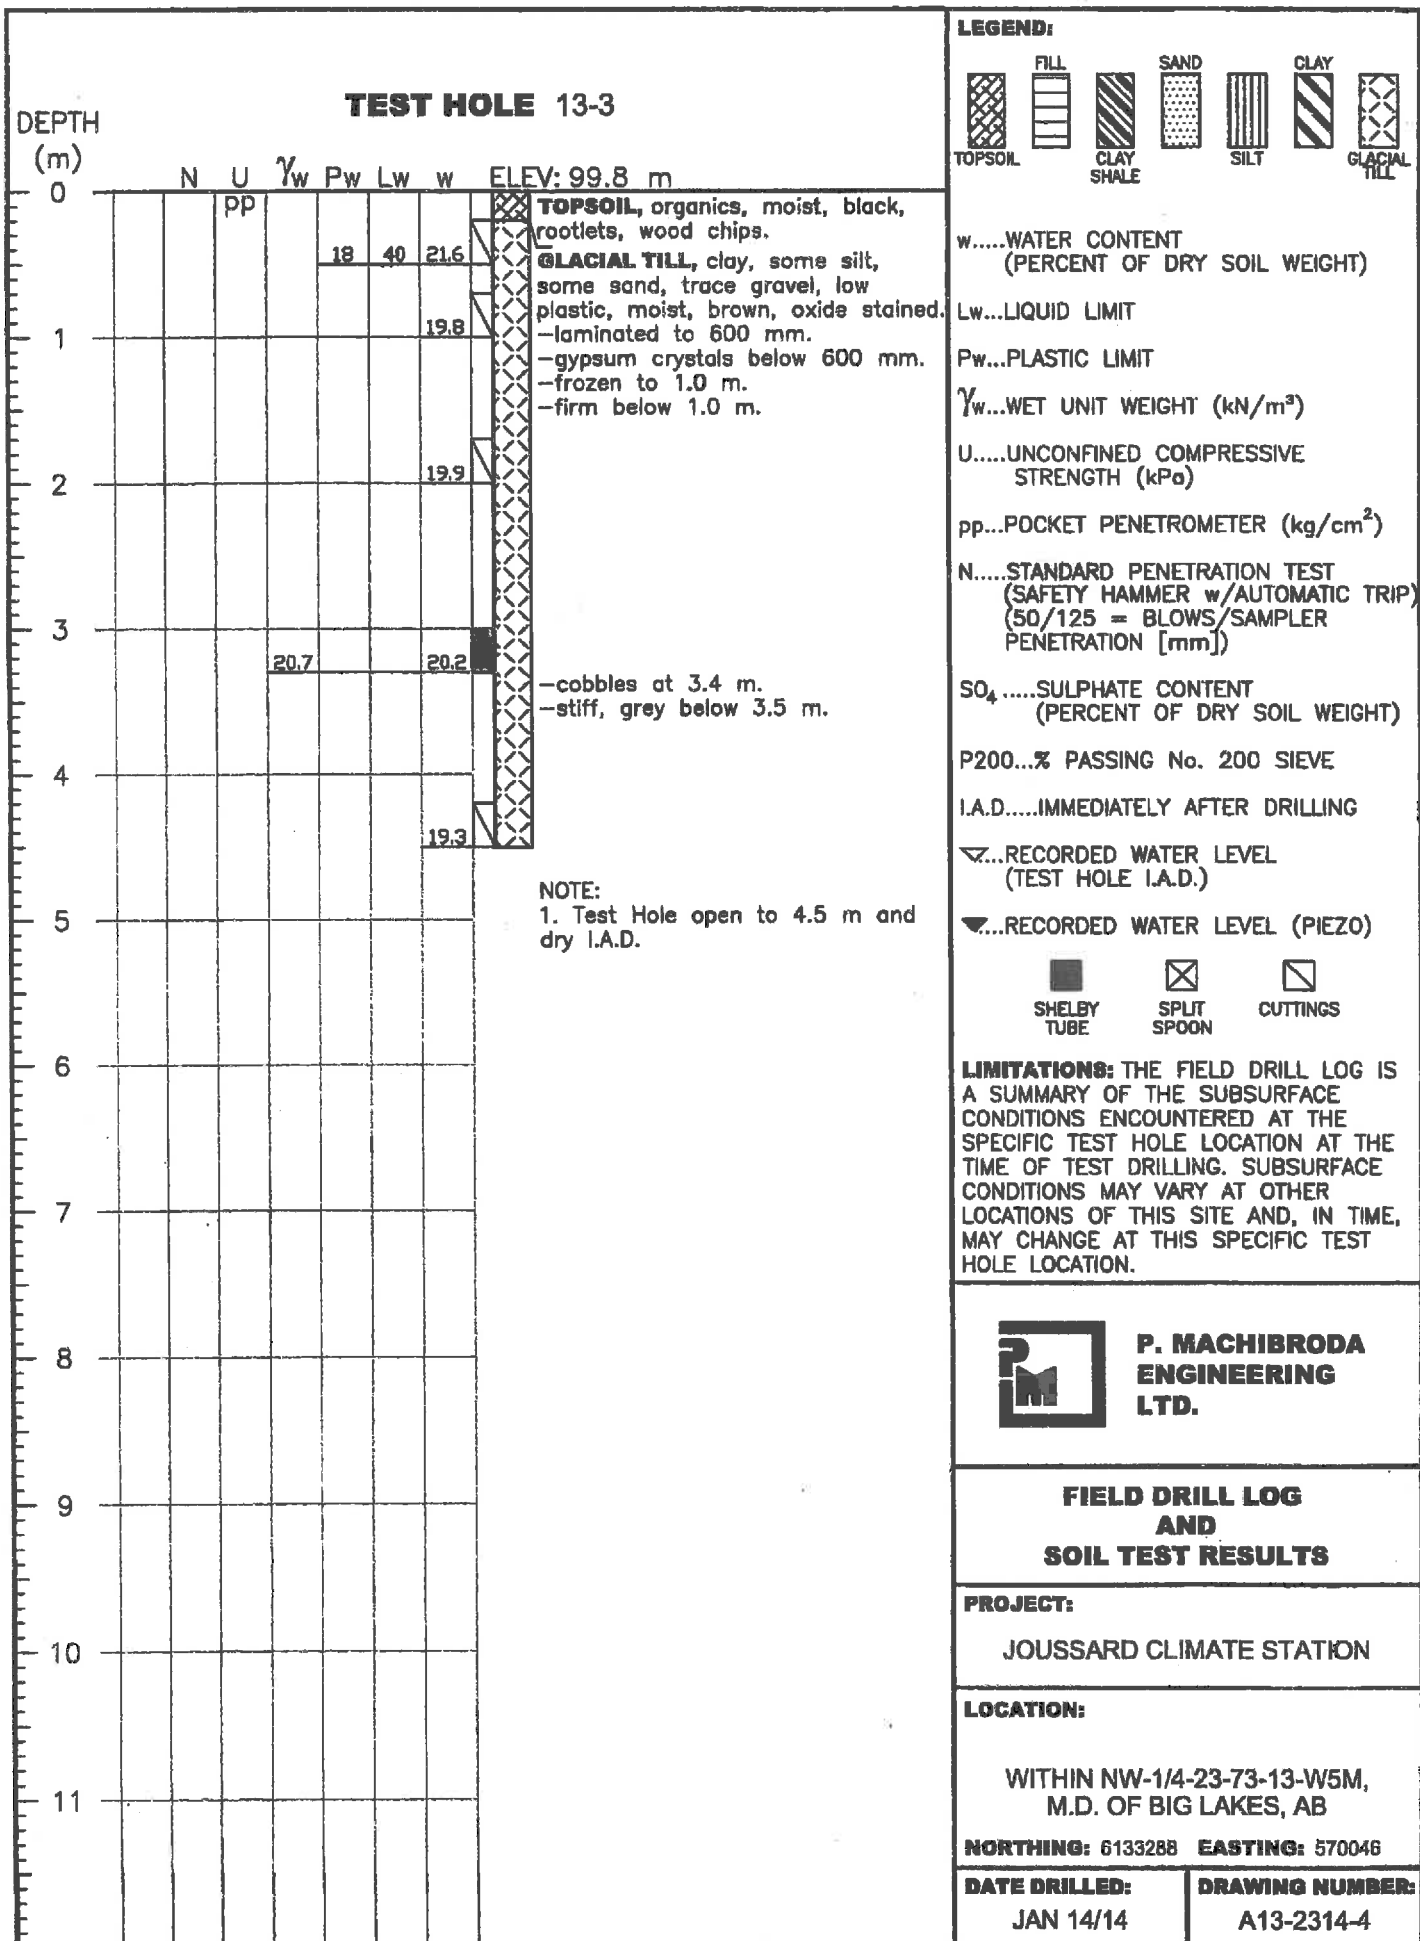 TEST HOLE 13-3
DEPTH
(m)
N U γw Pw Lw w ELEV: 99.8 m
pp
0
TOPSOIL, organics, moist, black,
rootlets, wood chips.
18 40 21.6
GLACIAL TILL, clay, some silt,
some sand, trace gravel, low
plastic, moist, brown, oxide stained.
19.8
1
-laminated to 600 mm.
-gypsum crystals below 600 mm.
-frozen to 1.0 m.
-firm below 1.0 m.
19.9
2
3
20.7 20.2
-cobbles at 3.4 m.
-stiff, grey below 3.5 m.
4
19.3
NOTE:
1. Test Hole open to 4.5 m and
dry I.A.D.
5
6
7
8
9
10
11
LEGEND:
FILL SAND CLAY
TOPSOIL CLAY SHALE SILT GLACIAL TILL
w.....WATER CONTENT
(PERCENT OF DRY SOIL WEIGHT)
Lw...LIQUID LIMIT
Pw...PLASTIC LIMIT
γw...WET UNIT WEIGHT (kN/m³)
U.....UNCONFINED COMPRESSIVE
STRENGTH (kPa)
pp...POCKET PENETROMETER (kg/cm²)
N.....STANDARD PENETRATION TEST
(SAFETY HAMMER w/AUTOMATIC TRIP)
(50/125 = BLOWS/SAMPLER
PENETRATION [mm])
SO₄.....SULPHATE CONTENT
(PERCENT OF DRY SOIL WEIGHT)
P200...% PASSING No. 200 SIEVE
I.A.D.....IMMEDIATELY AFTER DRILLING
...RECORDED WATER LEVEL
(TEST HOLE I.A.D.)
...RECORDED WATER LEVEL (PIEZO)
SHELBY SPLIT CUTTINGS
TUBE SPOON
LIMITATIONS: THE FIELD DRILL LOG IS
A SUMMARY OF THE SUBSURFACE
CONDITIONS ENCOUNTERED AT THE
SPECIFIC TEST HOLE LOCATION AT THE
TIME OF TEST DRILLING. SUBSURFACE
CONDITIONS MAY VARY AT OTHER
LOCATIONS OF THIS SITE AND, IN TIME,
MAY CHANGE AT THIS SPECIFIC TEST
HOLE LOCATION.
P. MACHIBRODA
ENGINEERING
LTD.
FIELD DRILL LOG
AND
SOIL TEST RESULTS
PROJECT:
JOUSSARD CLIMATE STATION
LOCATION:
WITHIN NW-1/4-23-73-13-W5M,
M.D. OF BIG LAKES, AB
NORTHING: 6133288 EASTING: 570046
DATE DRILLED: DRAWING NUMBER:
JAN 14/14 A13-2314-4